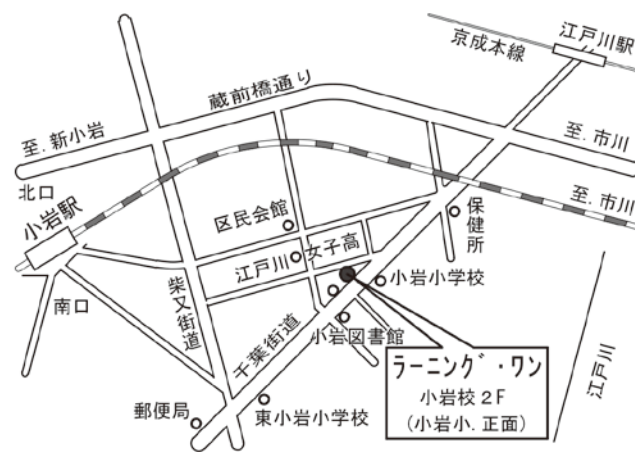 江戸川駅
京成本線
蔵前橋通り
至.新小岩
至.市川
北口
至.市川
小岩駅
区民会館
保健所
女子高
江戸川
小岩小学校
南口
柴又街道
小岩図書館
千葉街道
江戸川
ラーニング・ワン
小岩校2F
(小岩小.正面)
郵便局
東小岩小学校